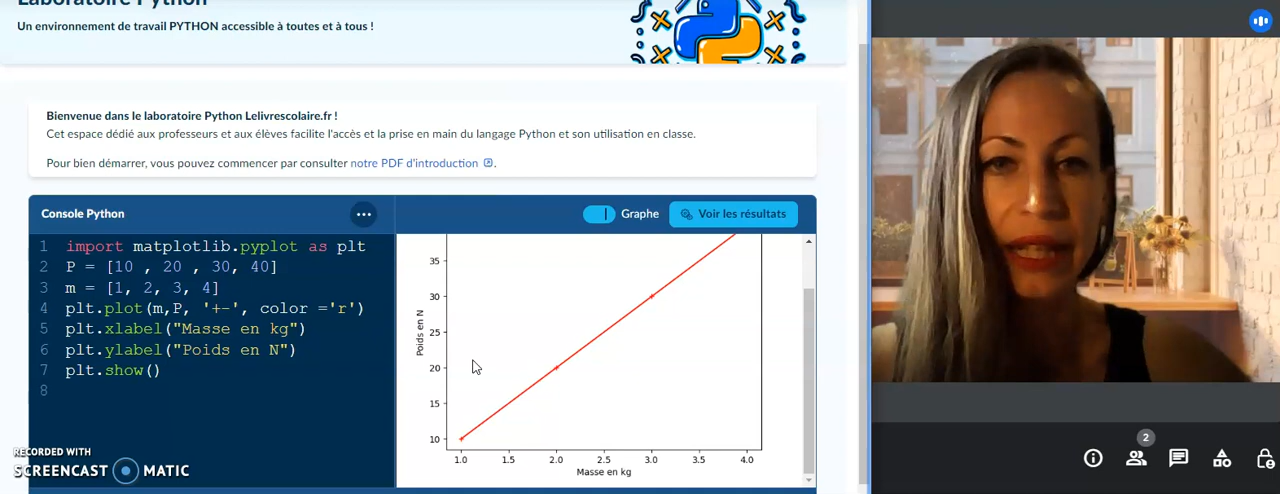 Laboratoire Python
Un environnement de travail PYTHON accessible à toutes et à tous !
Bienvenue dans le laboratoire Python Lelivrescolaire.fr !
Cet espace dédié aux professeurs et aux élèves facilite l'accès et la prise en main du langage Python et son utilisation en classe.
Pour bien démarrer, vous pouvez commencer par consulter notre PDF d'introduction.
Console Python
Graphe
Voir les résultats
1 import matplotlib.pyplot as plt
2 P = [10 , 20 , 30, 40]
3 m = [1, 2, 3, 4]
4 plt.plot(m,P, '+-', color ='r')
5 plt.xlabel("Masse en kg")
6 plt.ylabel("Poids en N")
7 plt.show()
8
35
30
25
20
15
10
Poids en N
1.0 1.5 2.0 2.5 3.0 3.5 4.0
Masse en kg
RECORDED WITH
SCREENCAST MATIC
2